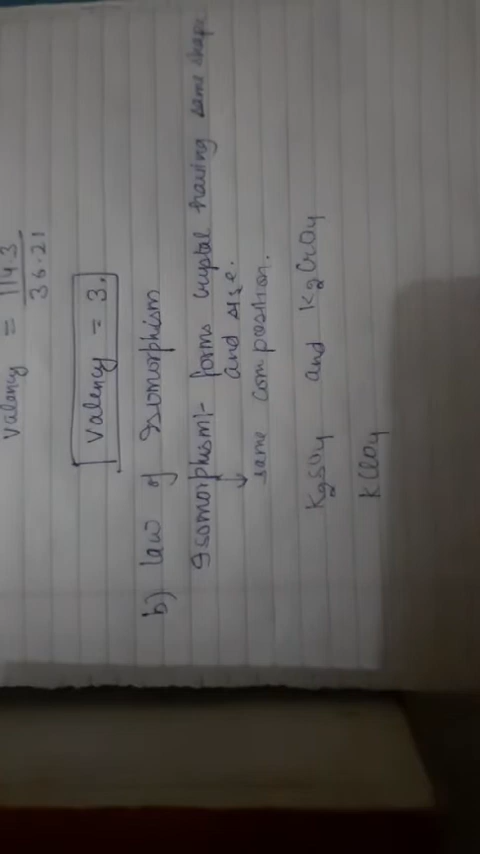 Valency = 114.3
36.21
Valency = 3.
b) law of Isomorphism
Isomorphism:- forms crystal having same shape
and size.
same composition.
K2SO4 and K2CrO4
KClO4